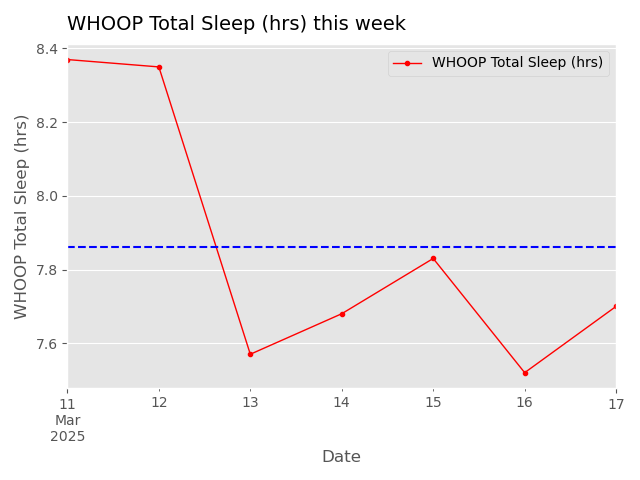 WHOOP Total Sleep (hrs) this week
WHOOP Total Sleep (hrs)
WHOOP Total Sleep (hrs)
8.4
8.2
8.0
7.8
7.6
11 12 13 14 15 16 17
Mar
2025
Date